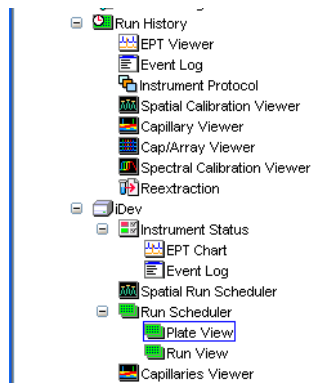 Run History
EPT Viewer
Event Log
Instrument Protocol
Spatial Calibration Viewer
Capillary Viewer
Cap/Array Viewer
Spectral Calibration Viewer
Reextraction
iDev
Instrument Status
EPT Chart
Event Log
Spatial Run Scheduler
Run Scheduler
Plate View
Run View
Capillaries Viewer